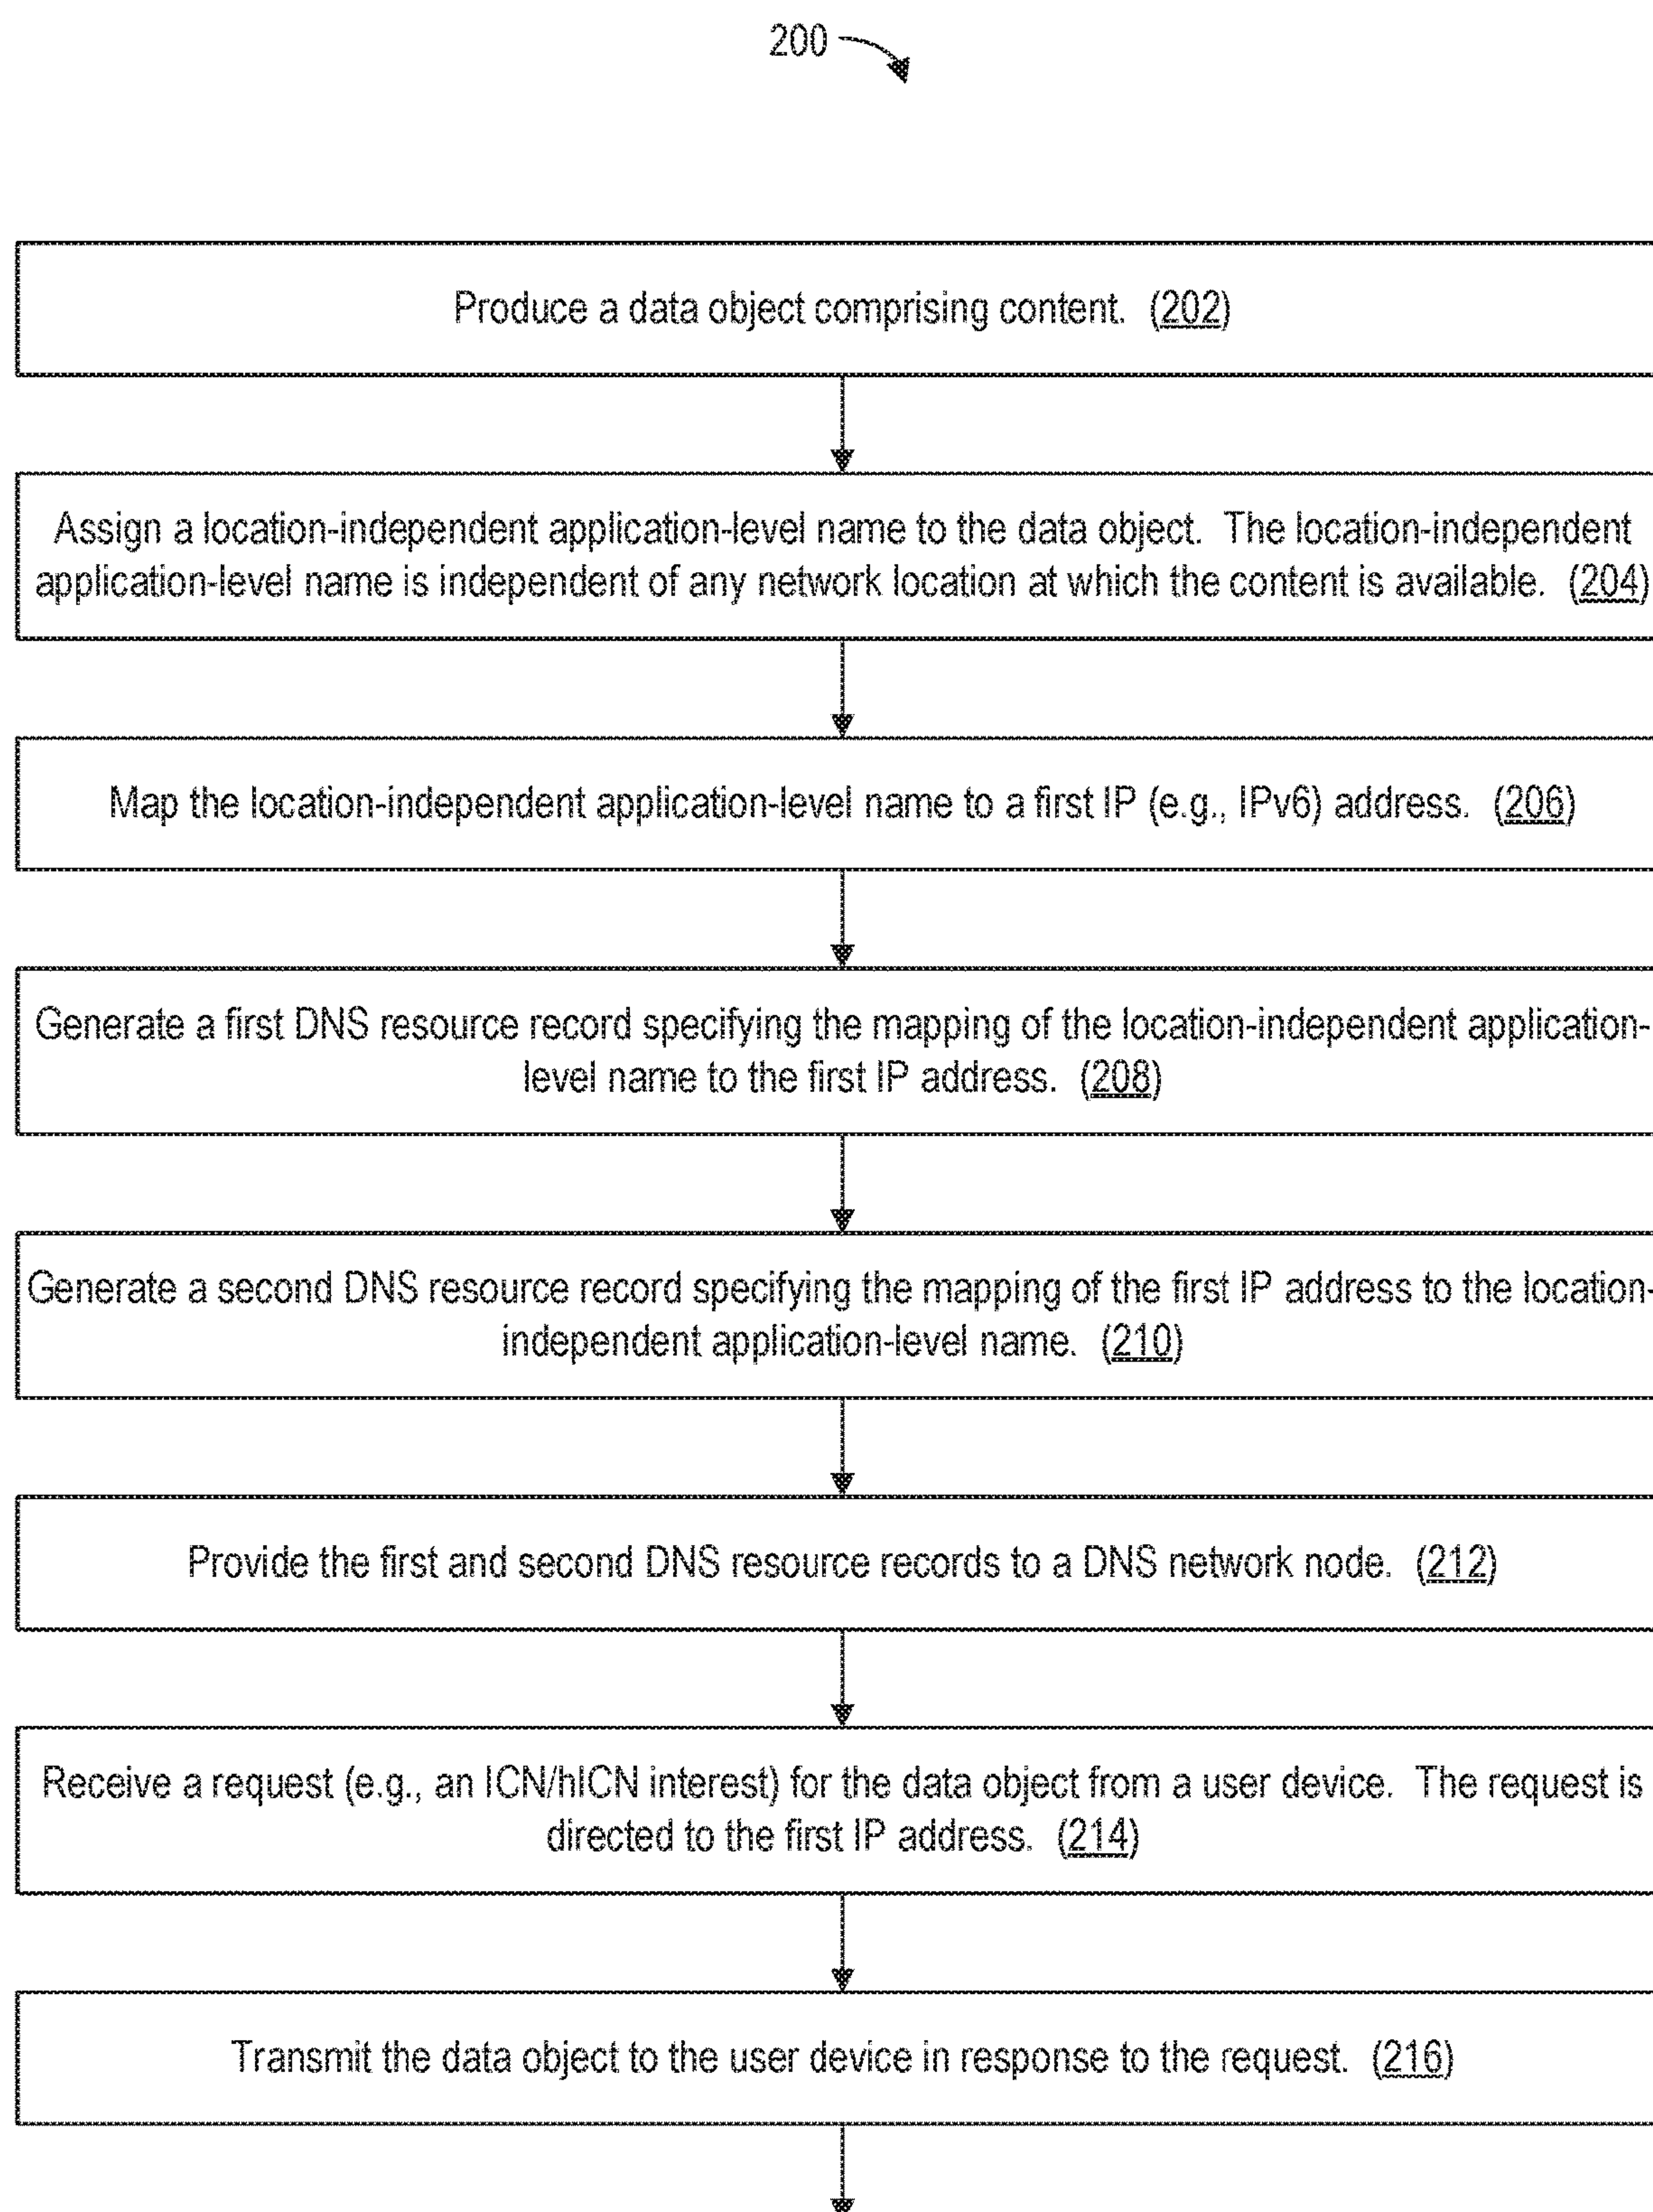 200
Produce a data object comprising content. (202)
Assign a location-independent application-level name to the data object. The location-independent
application-level name is independent of any network location at which the content is available. (204)
Map the location-independent application-level name to a first IP (e.g., IPv6) address. (206)
Generate a first DNS resource record specifying the mapping of the location-independent application-
level name to the first IP address. (208)
Generate a second DNS resource record specifying the mapping of the first IP address to the location-
independent application-level name. (210)
Provide the first and second DNS resource records to a DNS network node. (212)
Receive a request (e.g., an ICN/hICN interest) for the data object from a user device. The request is
directed to the first IP address. (214)
Transmit the data object to the user device in response to the request. (216)